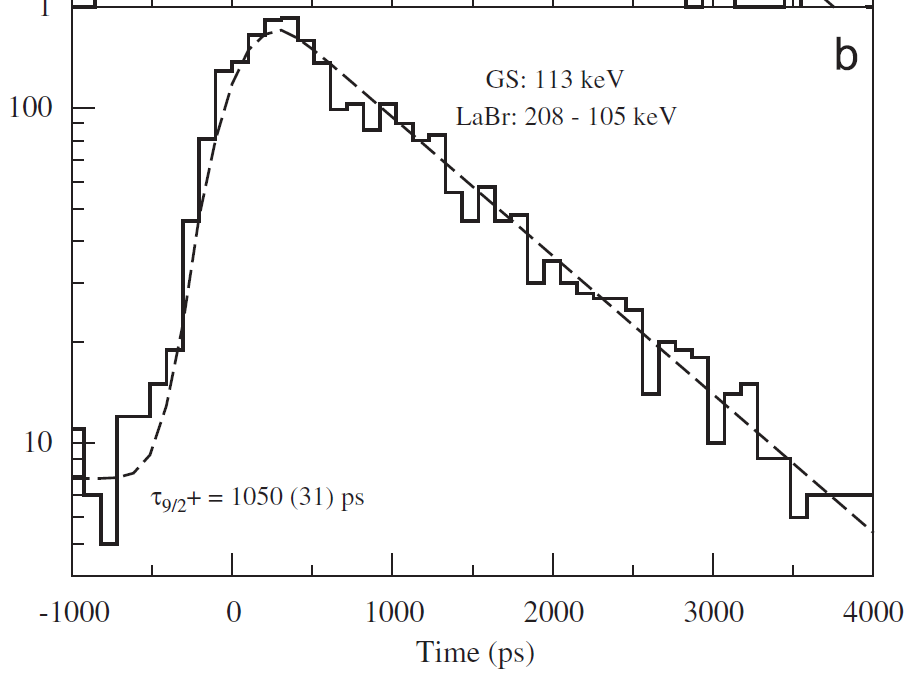 1
b
GS: 113 keV
100
LaBr: 208 - 105 keV
10
τ9/2+ = 1050 (31) ps
-1000 0 1000 2000 3000 4000
Time (ps)